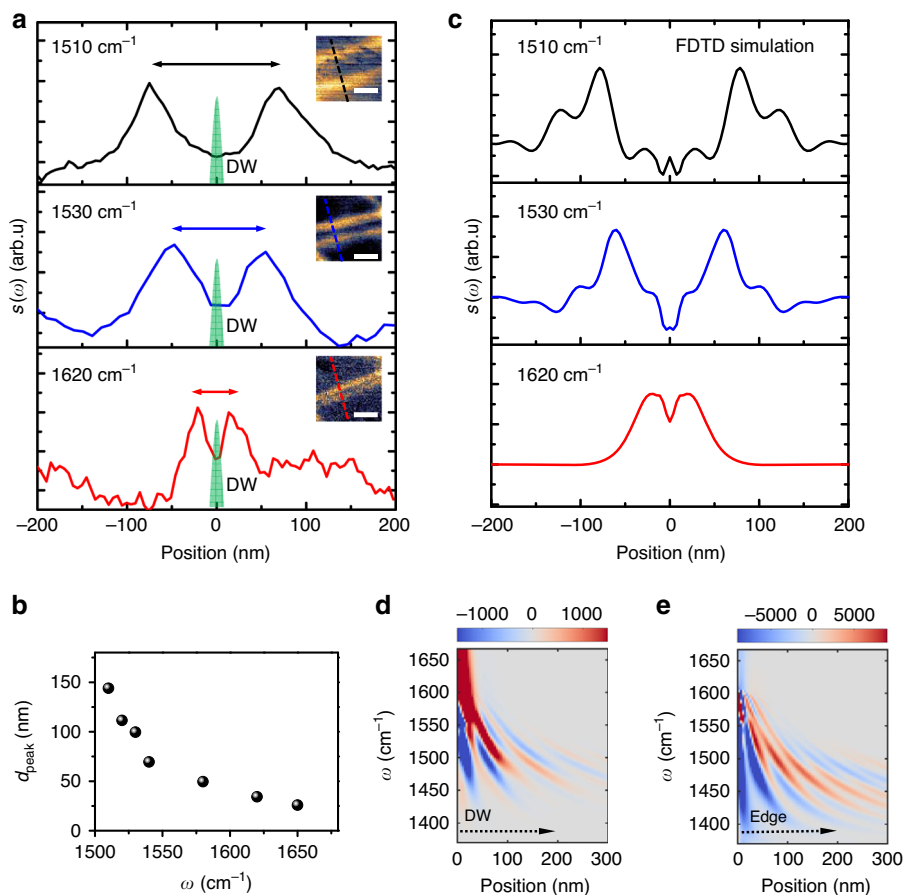 a
1510 cm⁻¹
DW
1530 cm⁻¹
DW
1620 cm⁻¹
DW
s(ω) (arb.u)
−200 −100 0 100 200
Position (nm)
c
1510 cm⁻¹ FDTD simulation
1530 cm⁻¹
1620 cm⁻¹
s(ω) (arb.u)
−200 −100 0 100 200
Position (nm)
b
150
100
50
0
d_peak (nm)
1500 1550 1600 1650
ω (cm⁻¹)
d
−1000 0 1000
1650
1600
1550
1500
1450
1400
ω (cm⁻¹)
DW
0 100 200 300
Position (nm)
e
−5000 0 5000
1650
1600
1550
1500
1450
1400
ω (cm⁻¹)
Edge
0 100 200 300
Position (nm)